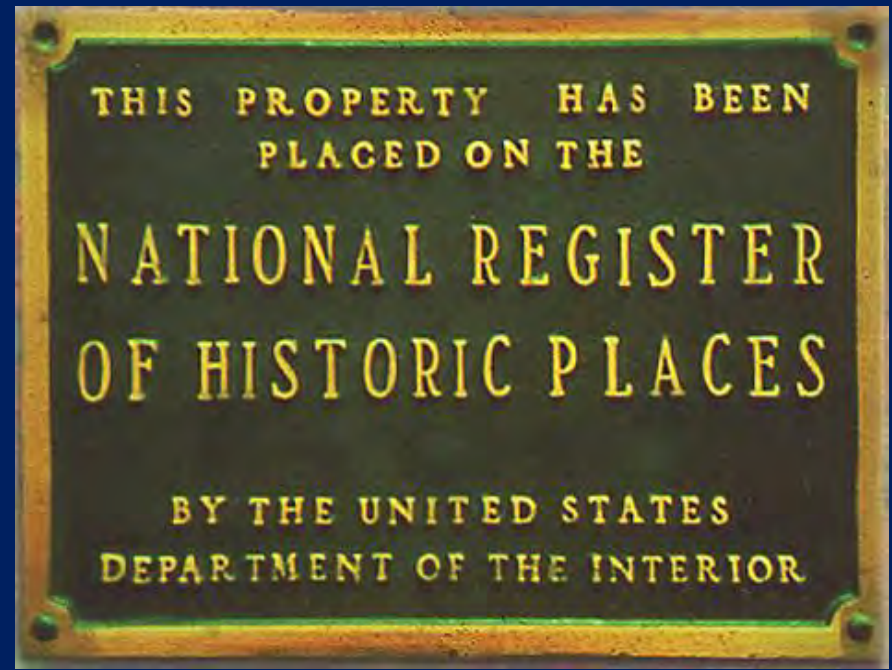 THIS PROPERTY HAS BEEN
PLACED ON THE
NATIONAL REGISTER
OF HISTORIC PLACES
BY THE UNITED STATES
DEPARTMENT OF THE INTERIOR